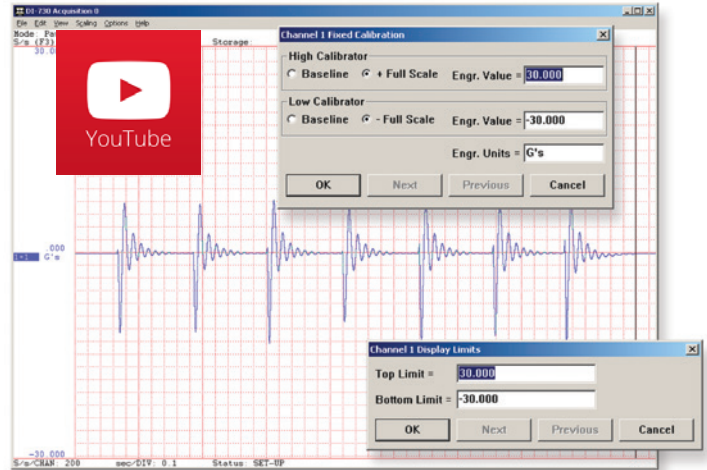 DI-730 Acquisition 0
File Edit View Scaling Options Help
Mode: Pa
S/s (F3) Storage:
30.0
YouTube
Channel 1 Fixed Calibration
High Calibrator
Baseline + Full Scale Engr. Value = 30.000
Low Calibrator
Baseline - Full Scale Engr. Value = -30.000
Engr. Units = G's
OK Next Previous Cancel
.000
1-1 G's
Channel 1 Display Limits
Top Limit = 30.000
Bottom Limit = -30.000
OK Next Previous Cancel
-30.000
S/s/CHAN: 200 sec/DIV: 0.1 Status: SET-UP